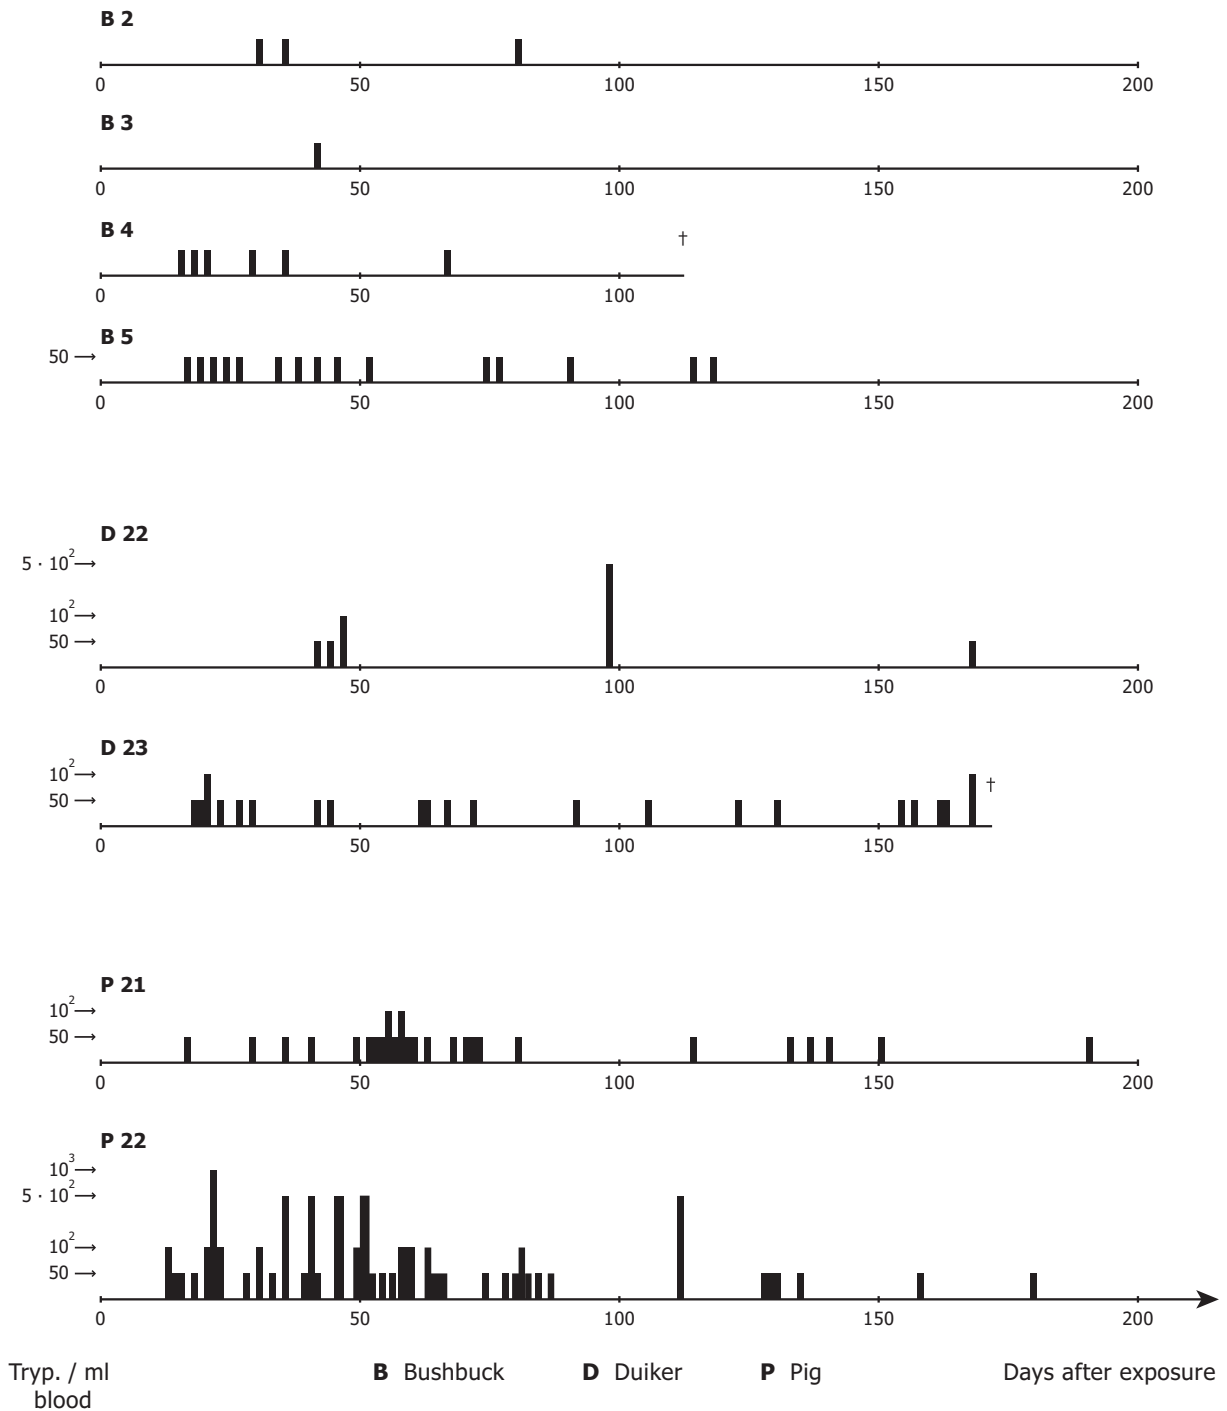 B 2
0 50 100 150 200
B 3
0 50 100 150 200
B 4
†
0 50 100
B 5
50 →
0 50 100 150 200
D 22
5 · 10² →
10² →
50 →
0 50 100 150 200
D 23
10² →
†
50 →
0 50 100 150
P 21
10² →
50 →
0 50 100 150 200
P 22
10³ →
5 · 10² →
10² →
50 →
0 50 100 150 200
Tryp. / ml B Bushbuck D Duiker P Pig Days after exposure
blood